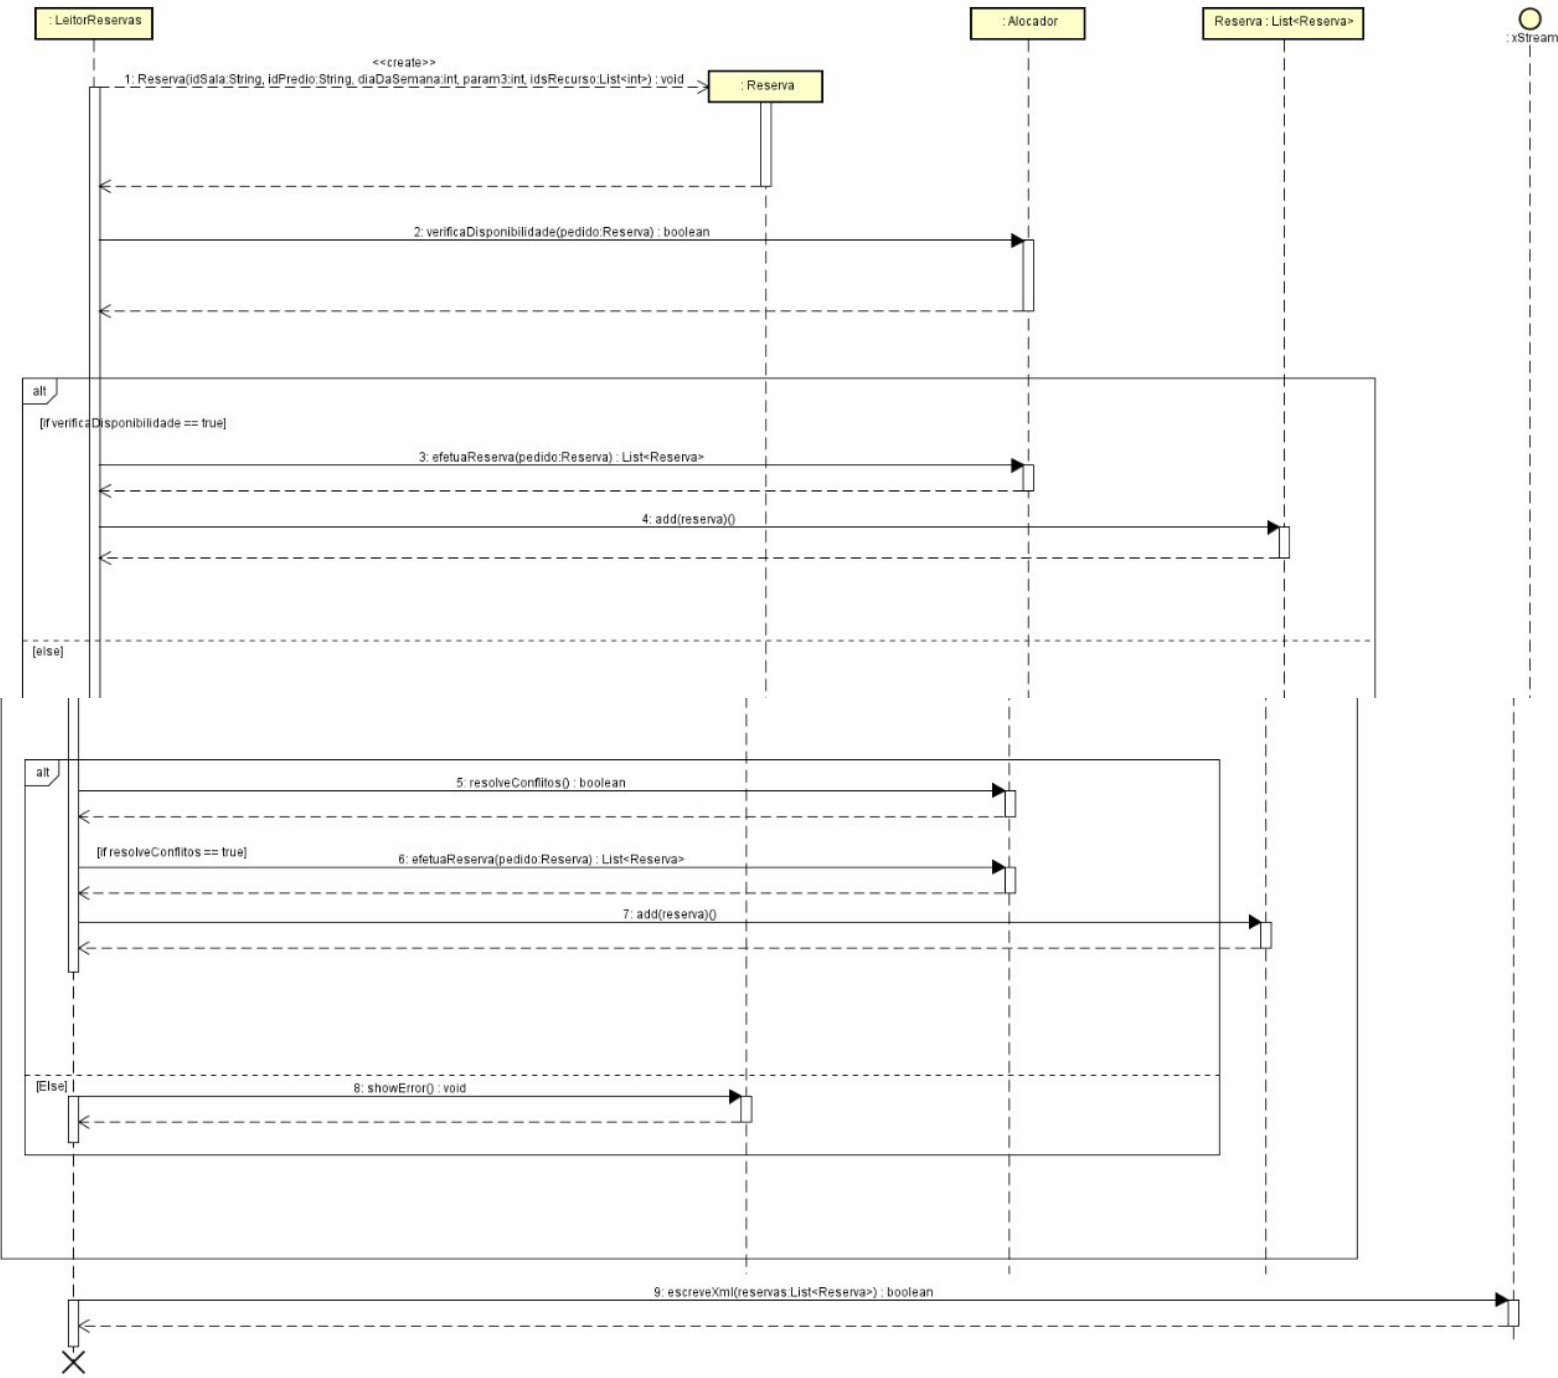 : LeitorReservas
: Alocador
Reserva : List<Reserva>
: xStream
<<create>>
1: Reserva(idSala:String, idPredio:String, diaDaSemana:int, param3:int, idsRecurso:List<int>) : void
: Reserva
2: verificaDisponibilidade(pedido:Reserva) : boolean
alt
[if verificaDisponibilidade == true]
3: efetuaReserva(pedido:Reserva) : List<Reserva>
4: add(reserva)()
[else]
alt
5: resolveConflitos() : boolean
[if resolveConflitos == true]
6: efetuaReserva(pedido:Reserva) : List<Reserva>
7: add(reserva)()
[Else]
8: showError() : void
9: escreveXml(reservas:List<Reserva>) : boolean